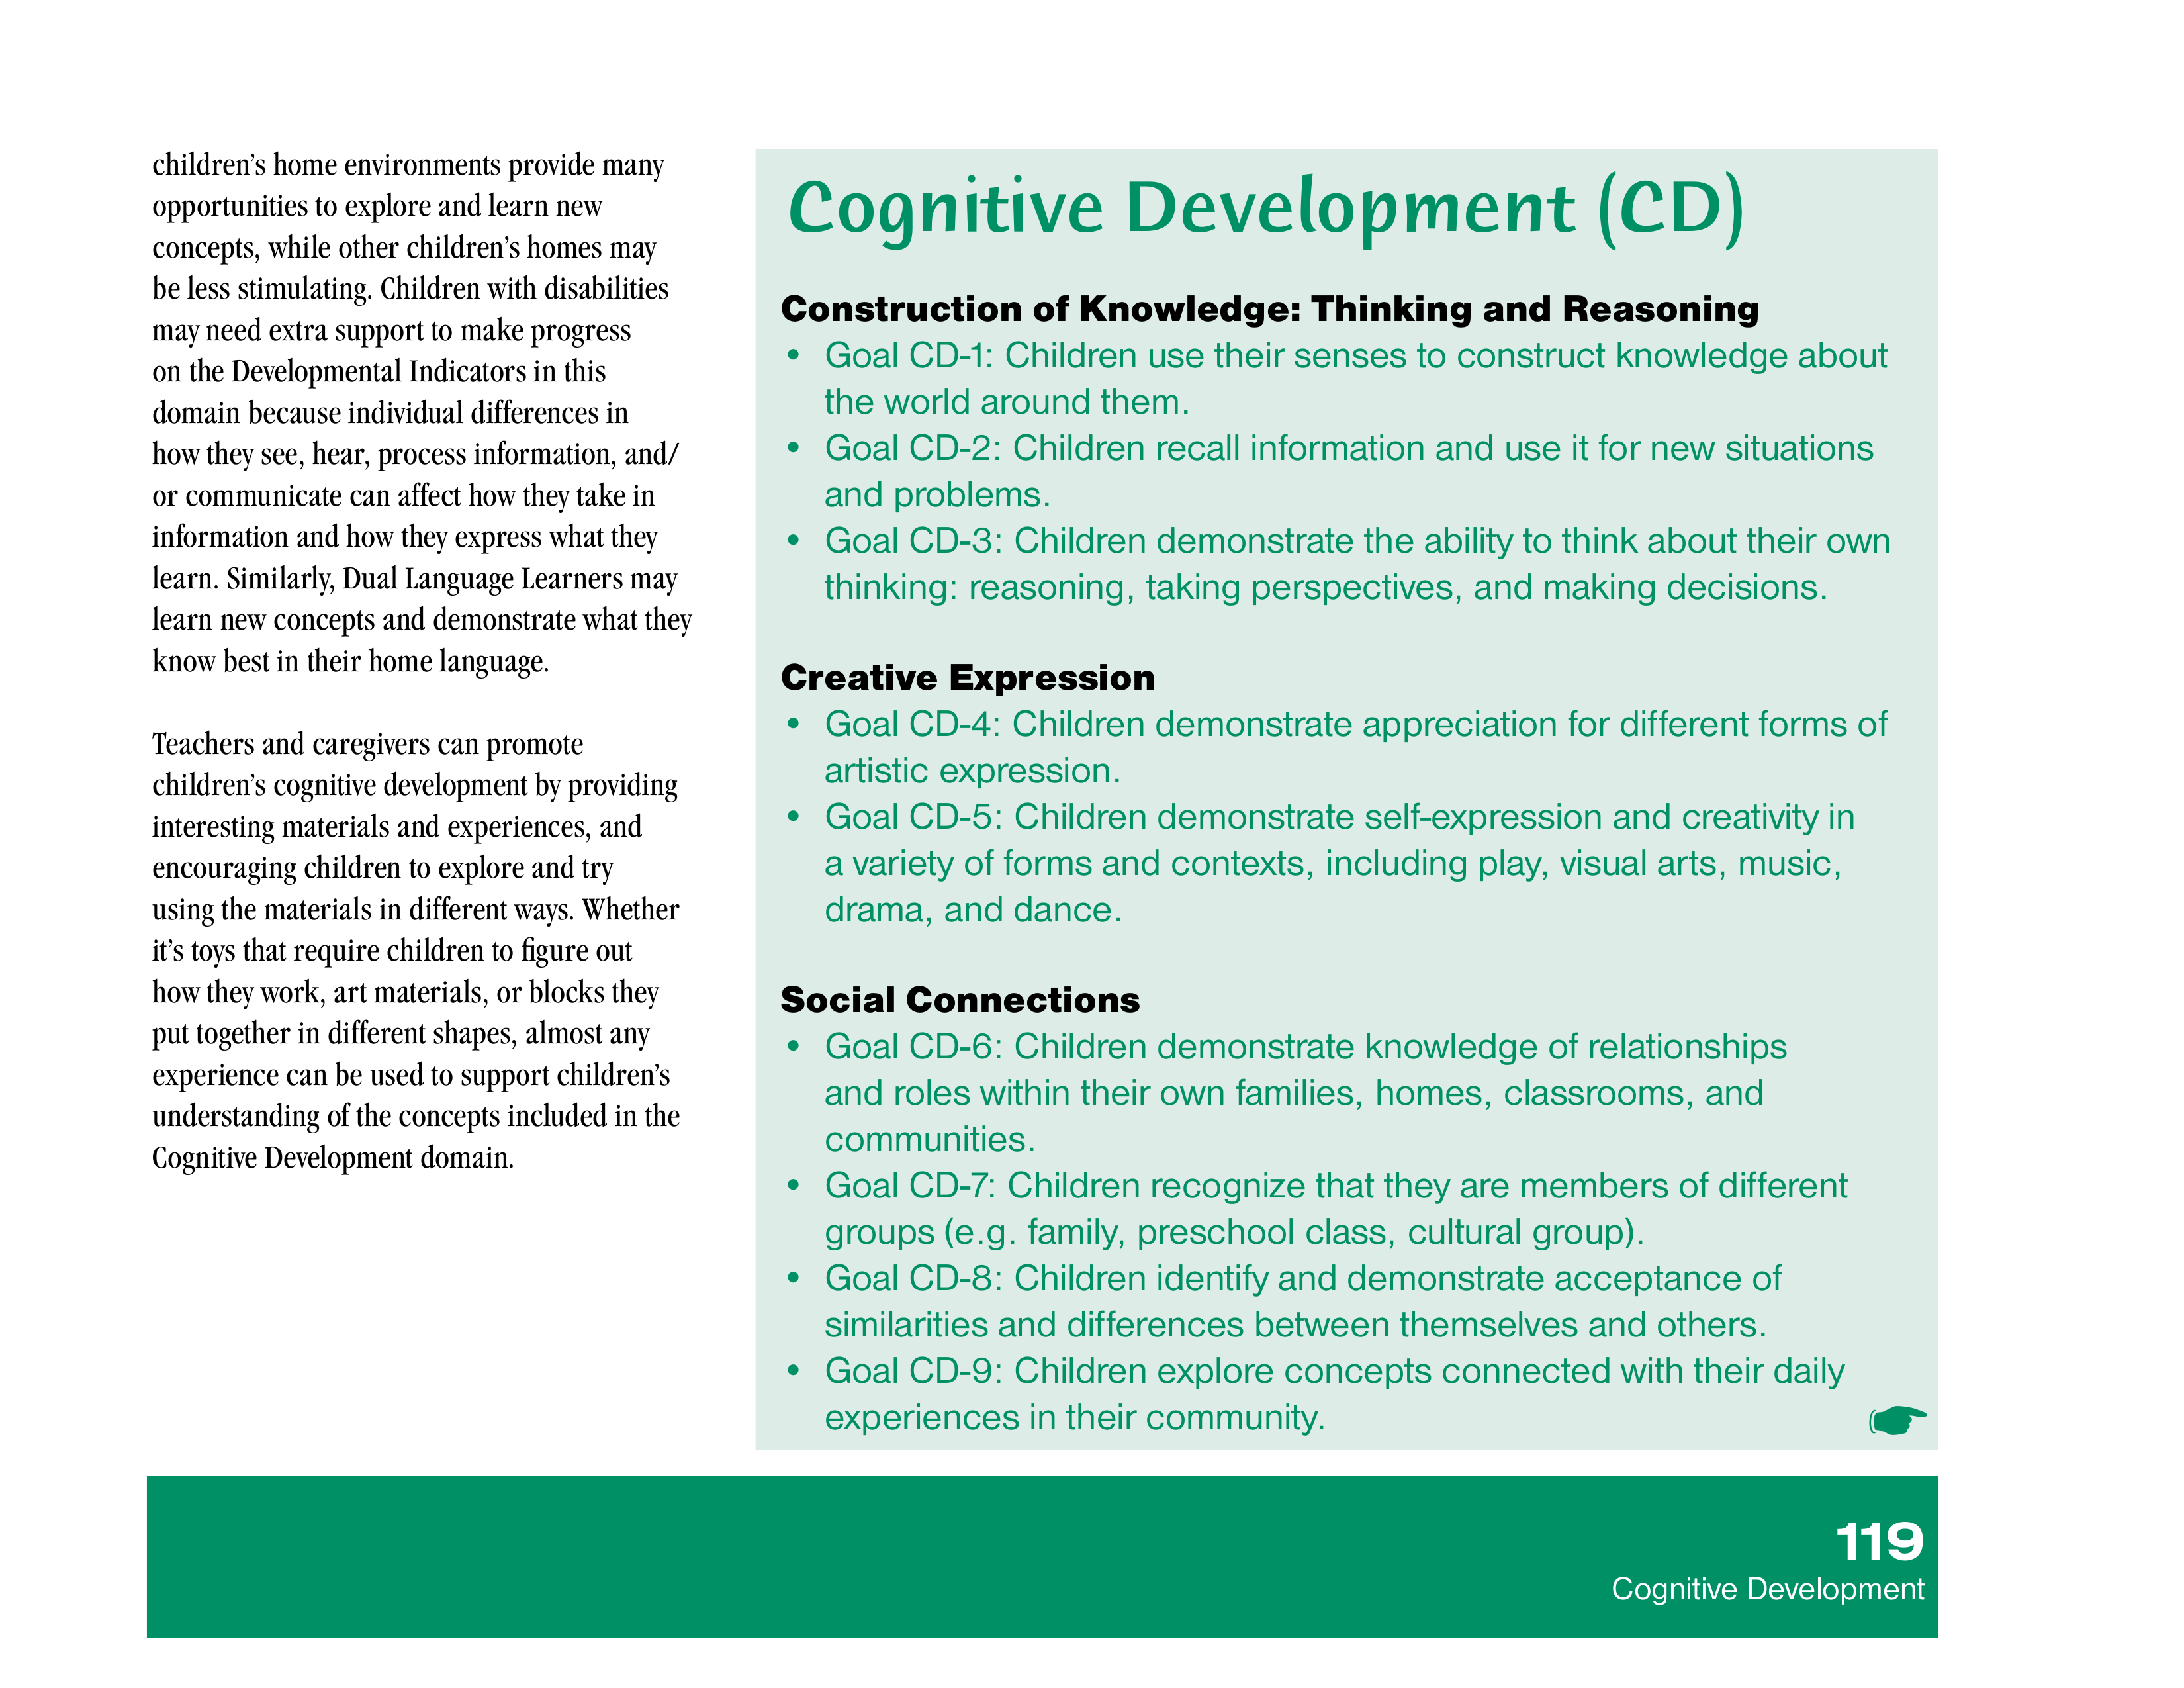 children’s home environments provide many
opportunities to explore and learn new
concepts, while other children’s homes may
be less stimulating. Children with disabilities
may need extra support to make progress
on the Developmental Indicators in this
domain because individual differences in
how they see, hear, process information, and/
or communicate can affect how they take in
information and how they express what they
learn. Similarly, Dual Language Learners may
learn new concepts and demonstrate what they
know best in their home language.
Teachers and caregivers can promote
children’s cognitive development by providing
interesting materials and experiences, and
encouraging children to explore and try
using the materials in different ways. Whether
it’s toys that require children to figure out
how they work, art materials, or blocks they
put together in different shapes, almost any
experience can be used to support children’s
understanding of the concepts included in the
Cognitive Development domain.
Cognitive Development (CD)
Construction of Knowledge: Thinking and Reasoning
• Goal CD-1: Children use their senses to construct knowledge about
the world around them.
• Goal CD-2: Children recall information and use it for new situations
and problems.
• Goal CD-3: Children demonstrate the ability to think about their own
thinking: reasoning, taking perspectives, and making decisions.
Creative Expression
• Goal CD-4: Children demonstrate appreciation for different forms of
artistic expression.
• Goal CD-5: Children demonstrate self-expression and creativity in
a variety of forms and contexts, including play, visual arts, music,
drama, and dance.
Social Connections
• Goal CD-6: Children demonstrate knowledge of relationships
and roles within their own families, homes, classrooms, and
communities.
• Goal CD-7: Children recognize that they are members of different
groups (e.g. family, preschool class, cultural group).
• Goal CD-8: Children identify and demonstrate acceptance of
similarities and differences between themselves and others.
• Goal CD-9: Children explore concepts connected with their daily
experiences in their community.
119
Cognitive Development